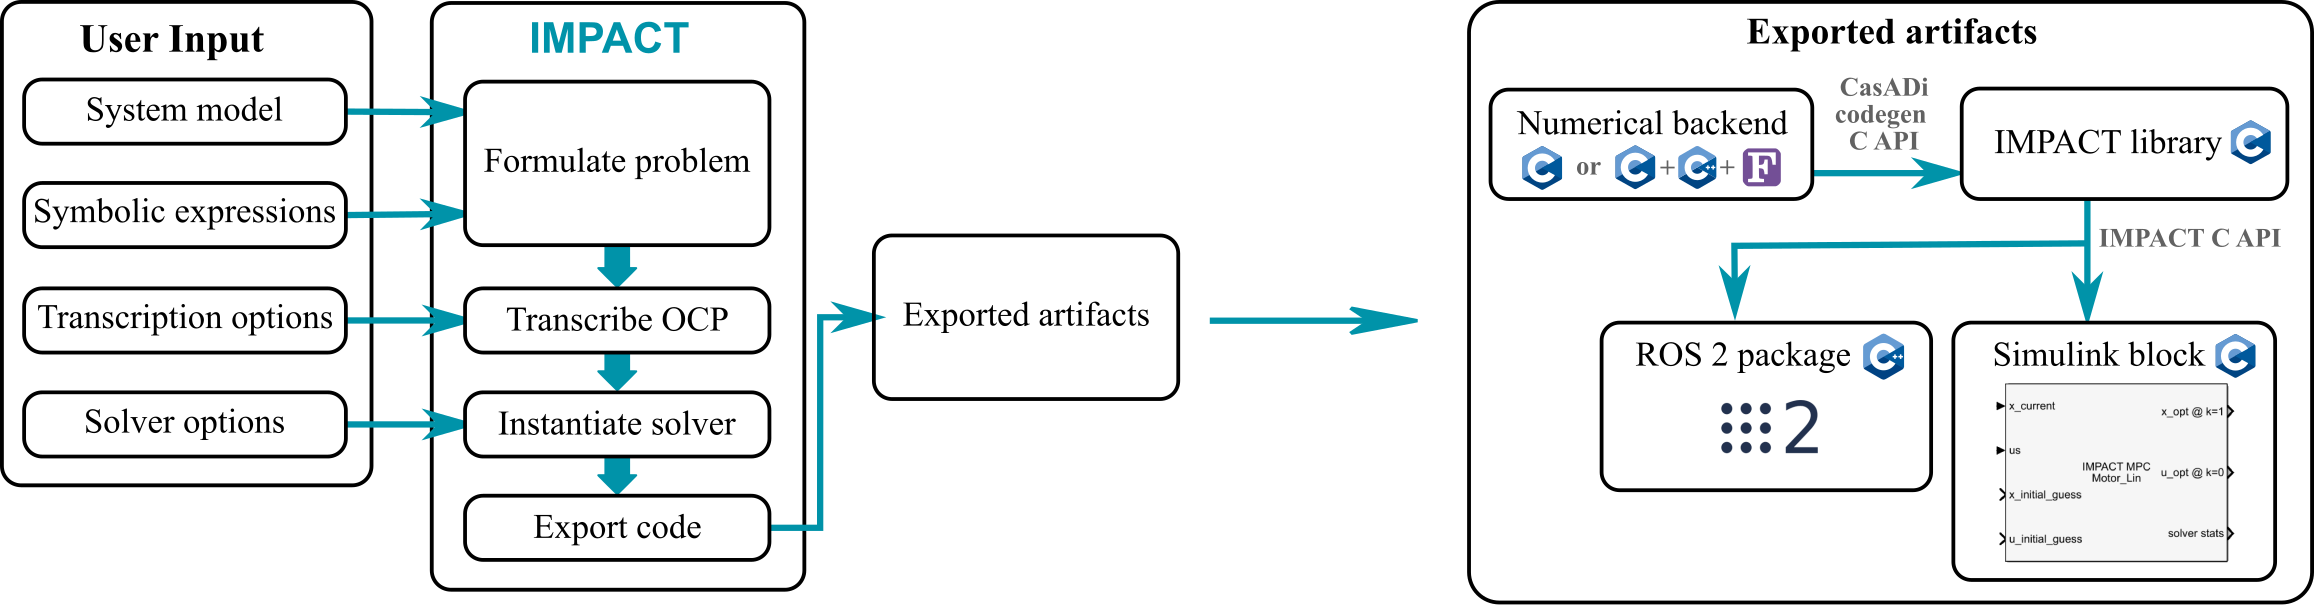 User Input
System model
Symbolic expressions
Transcription options
Solver options
IMPACT
Formulate problem
Transcribe OCP
Instantiate solver
Export code
Exported artifacts
Exported artifacts
Numerical backend
C or C + C++ + F
CasADi
codegen
C API
IMPACT library C
IMPACT C API
ROS 2 package C++
2
Simulink block C
x_current
us
x_initial_guess
u_initial_guess
IMPACT MPC
Motor_Lin
x_opt @ k=1
u_opt @ k=0
solver stats